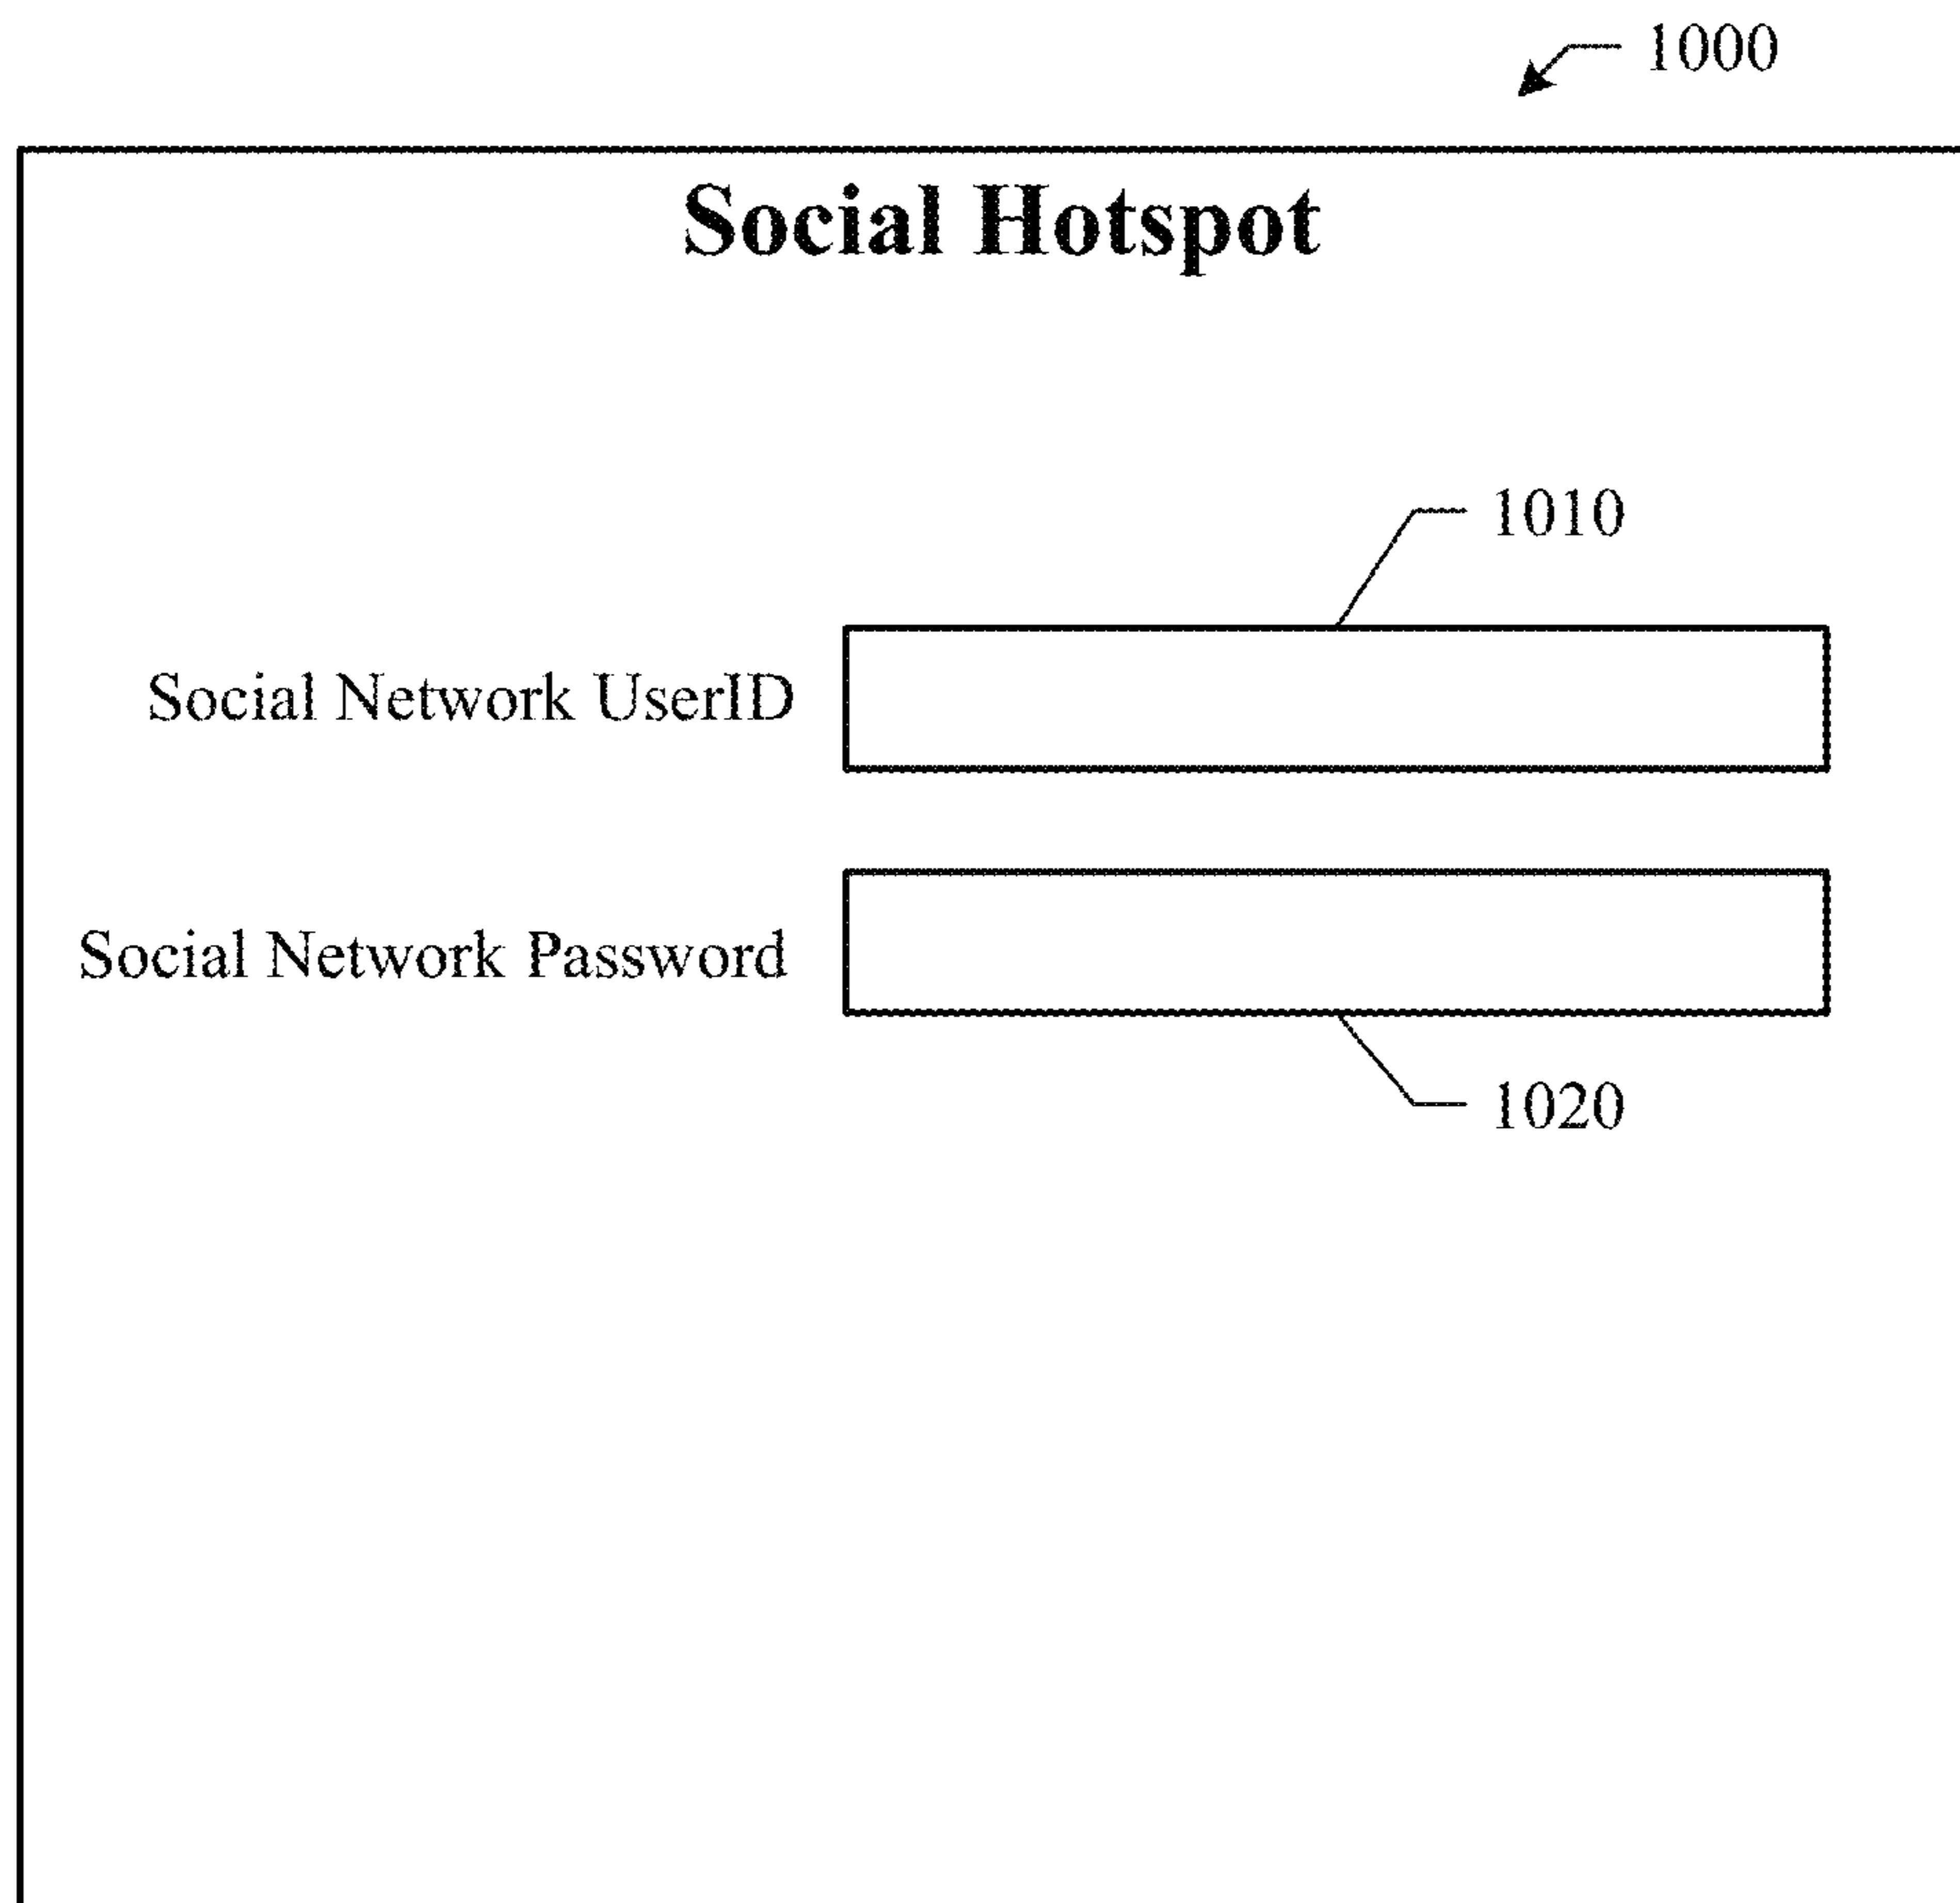 1000
Social Hotspot
1010
Social Network UserID
Social Network Password
1020